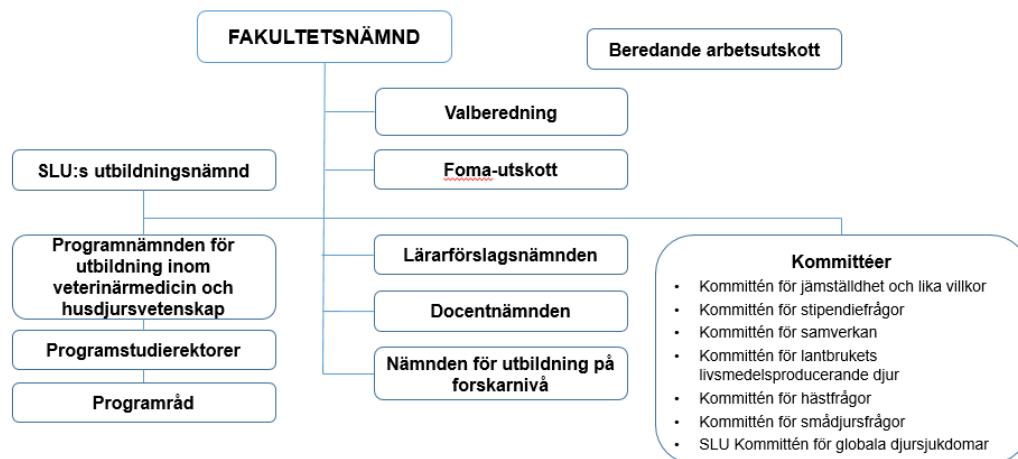 FAKULTETSNÄMND
Beredande arbetsutskott
Valberedning
SLU:s utbildningsnämnd
Foma-utskott
Programnämnden för
utbildning inom
veterinärmedicin och
husdjursvetenskap
Programstudierektorer
Programråd
Lärarförslagsnämnden
Docentnämnden
Nämnden för utbildning på
forskarnivå
Kommittéer
• Kommittén för jämställdhet och lika villkor
• Kommittén för stipendiefrågor
• Kommittén för samverkan
• Kommittén för lantbrukets
livsmedelsproducerande djur
• Kommittén för hästfrågor
• Kommittén för smådjursfrågor
• SLU Kommittén för globala djursjukdomar